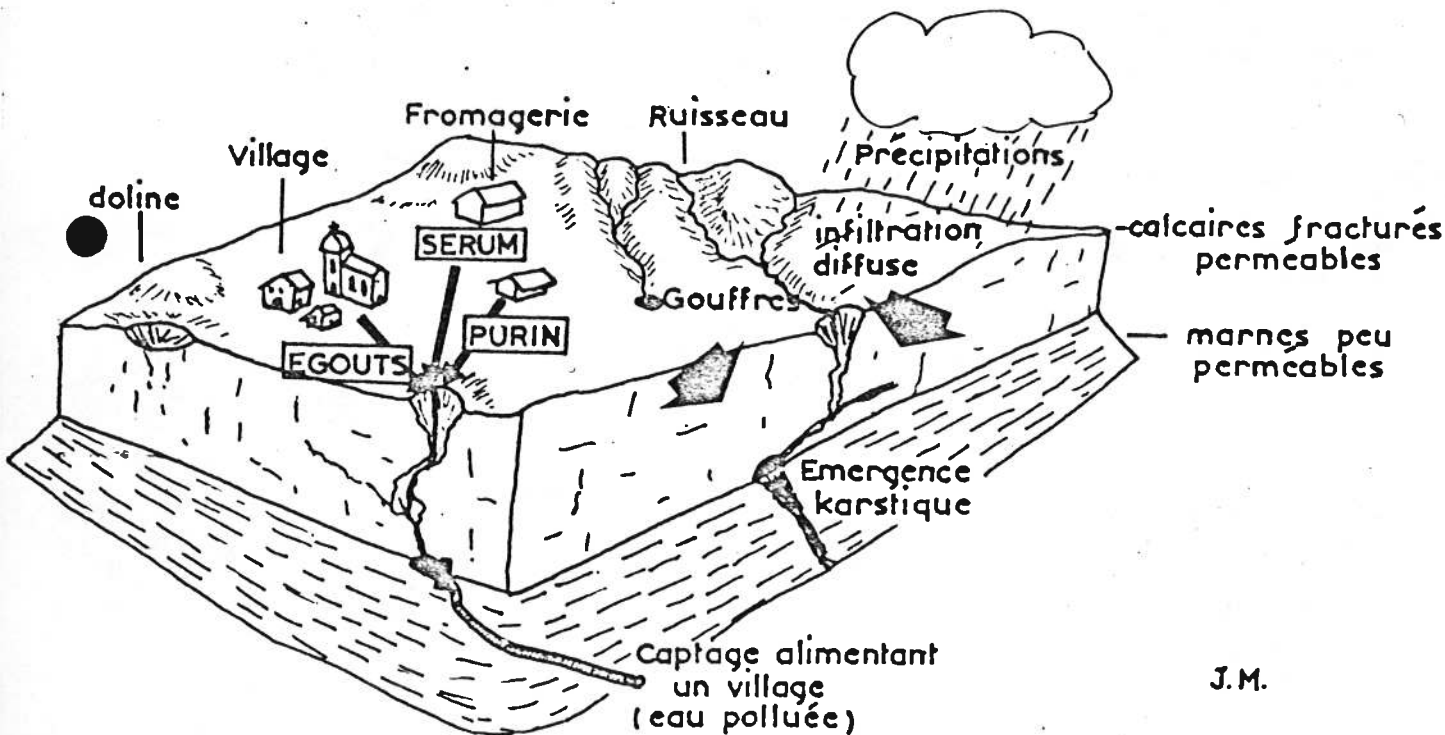 Fromagerie
Ruisseau
Village
Précipitations
doline
SERUM
infiltration
diffuse
calcaires fracturés
permeables
Gouffres
PURIN
EGOUTS
marnes peu
perméables
Emergence
karstique
Captage alimentant
un village
(eau polluée)
J.M.